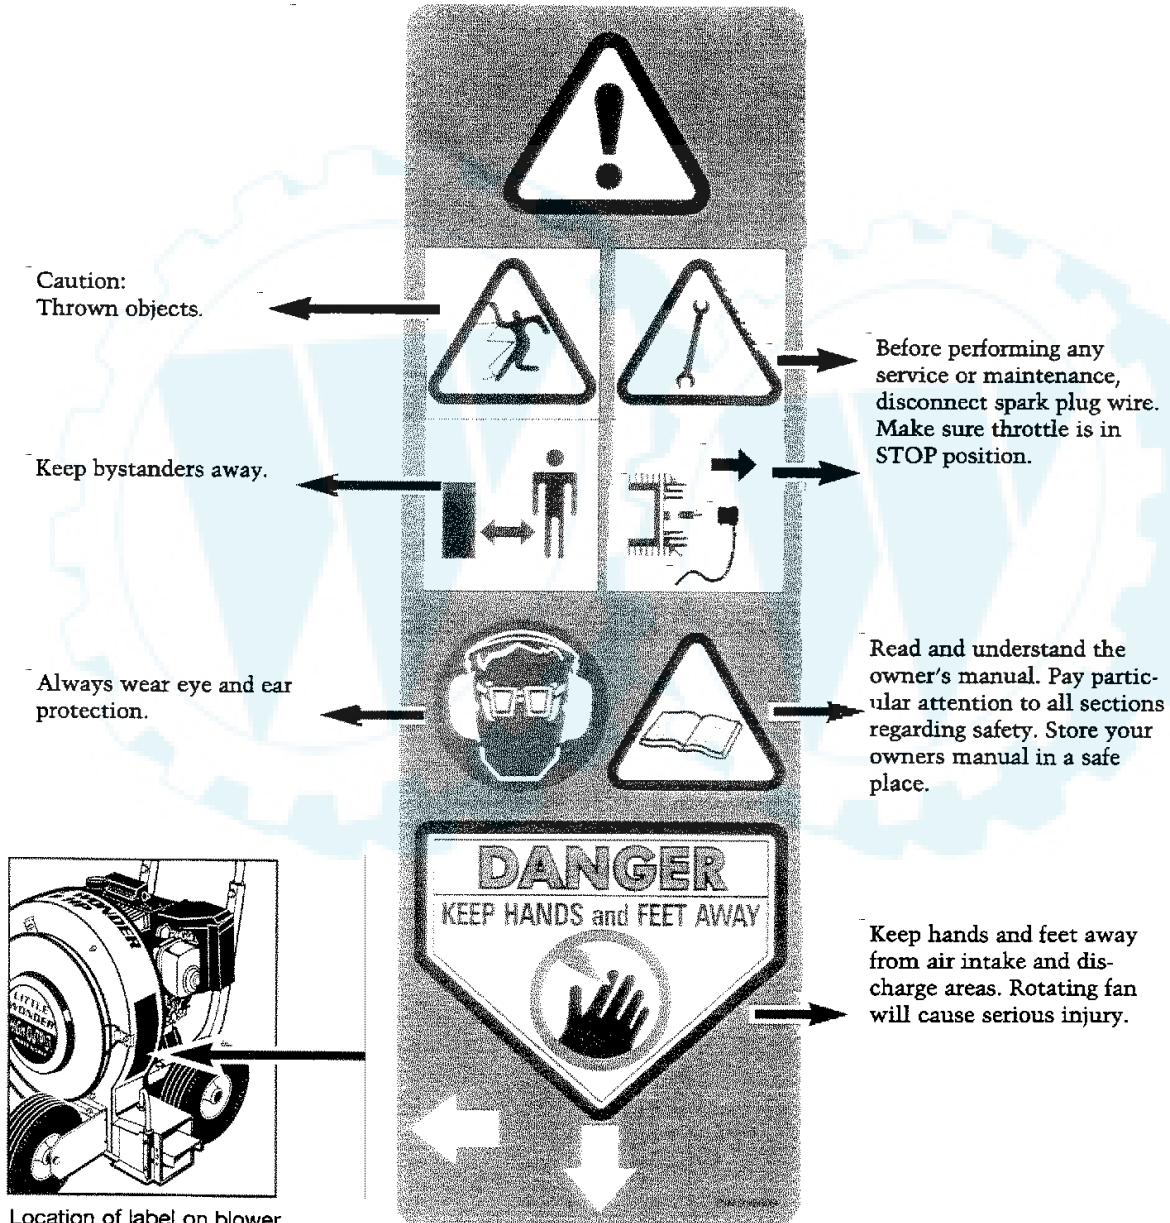 Caution:
Thrown objects.
Before performing any
service or maintenance,
disconnect spark plug wire.
Make sure throttle is in
STOP position.
Keep bystanders away.
Always wear eye and ear
protection.
Read and understand the
owner's manual. Pay partic-
ular attention to all sections
regarding safety. Store your
owners manual in a safe
place.
DANGER
KEEP HANDS and FEET AWAY
Keep hands and feet away
from air intake and dis-
charge areas. Rotating fan
will cause serious injury.
WONDER
LITTLE
WONDER
Location of label on blower